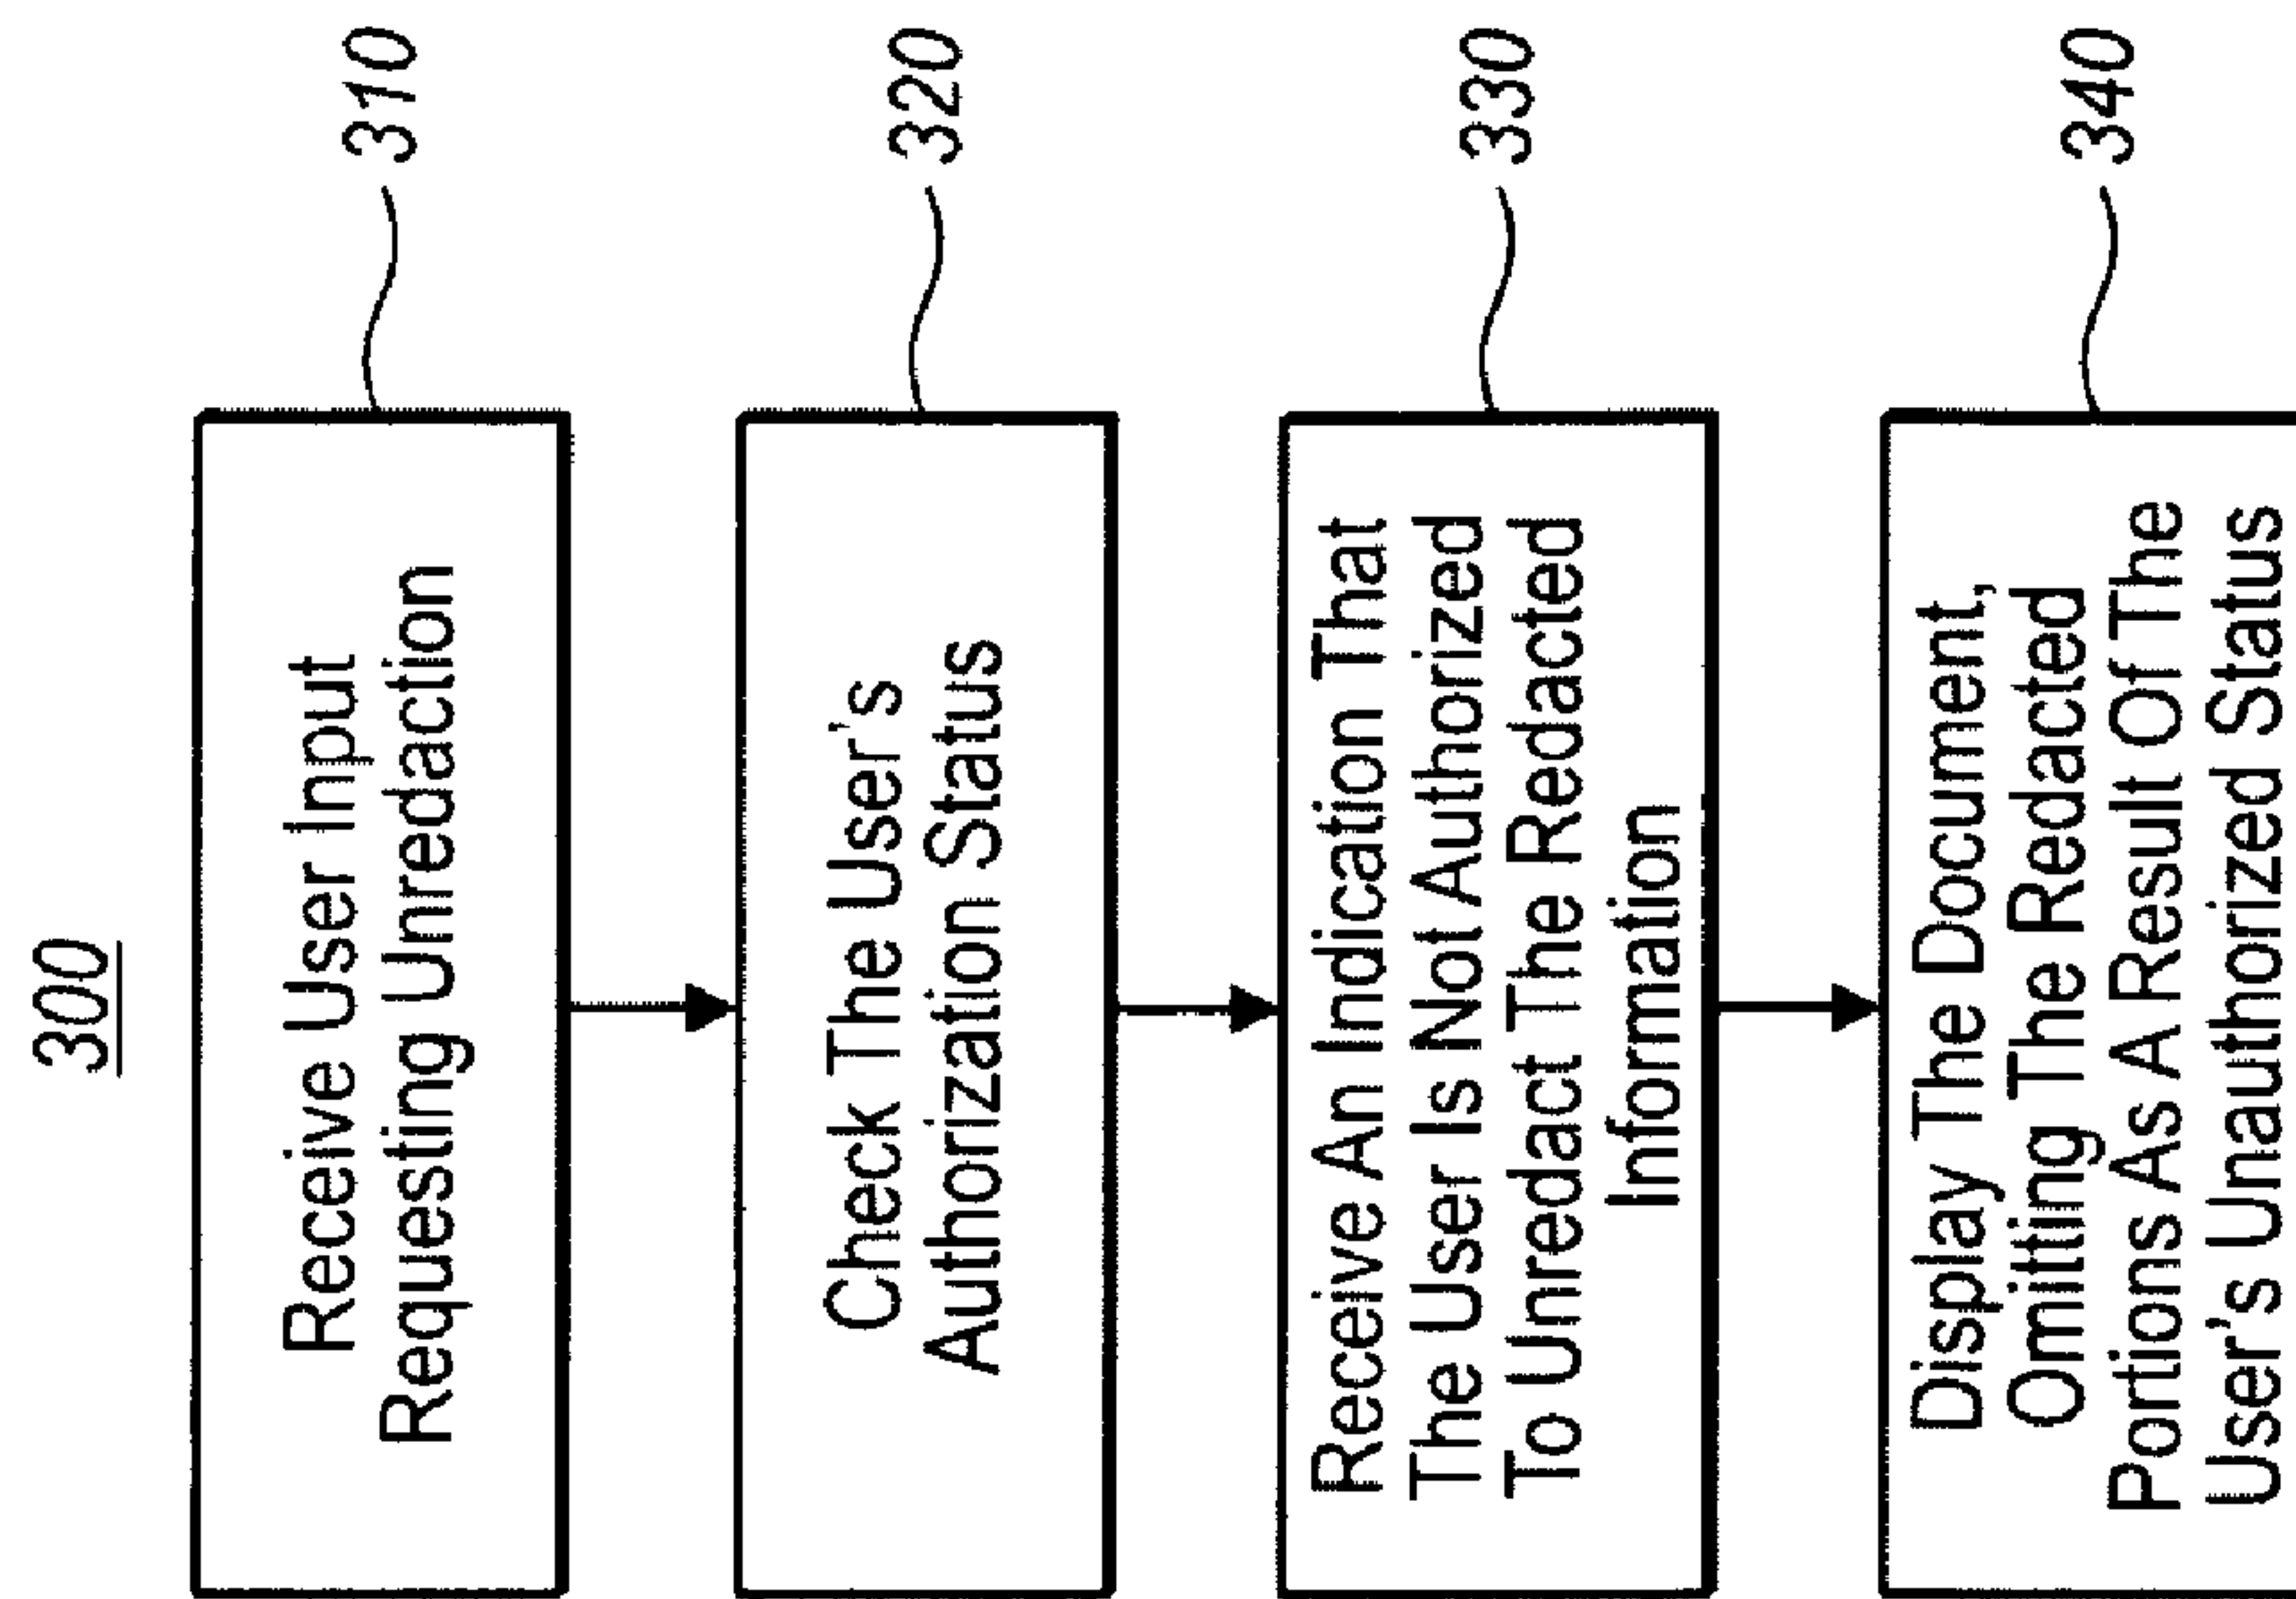 300
Receive User Input
Requesting Unredaction
310
Check The User's
Authorization Status
320
Receive An Indication That
The User Is Not Authorized
To Unredact The Redacted
Information
330
Display The Document,
Omitting The Redacted
Portions As A Result Of The
User's Unauthorized Status
340